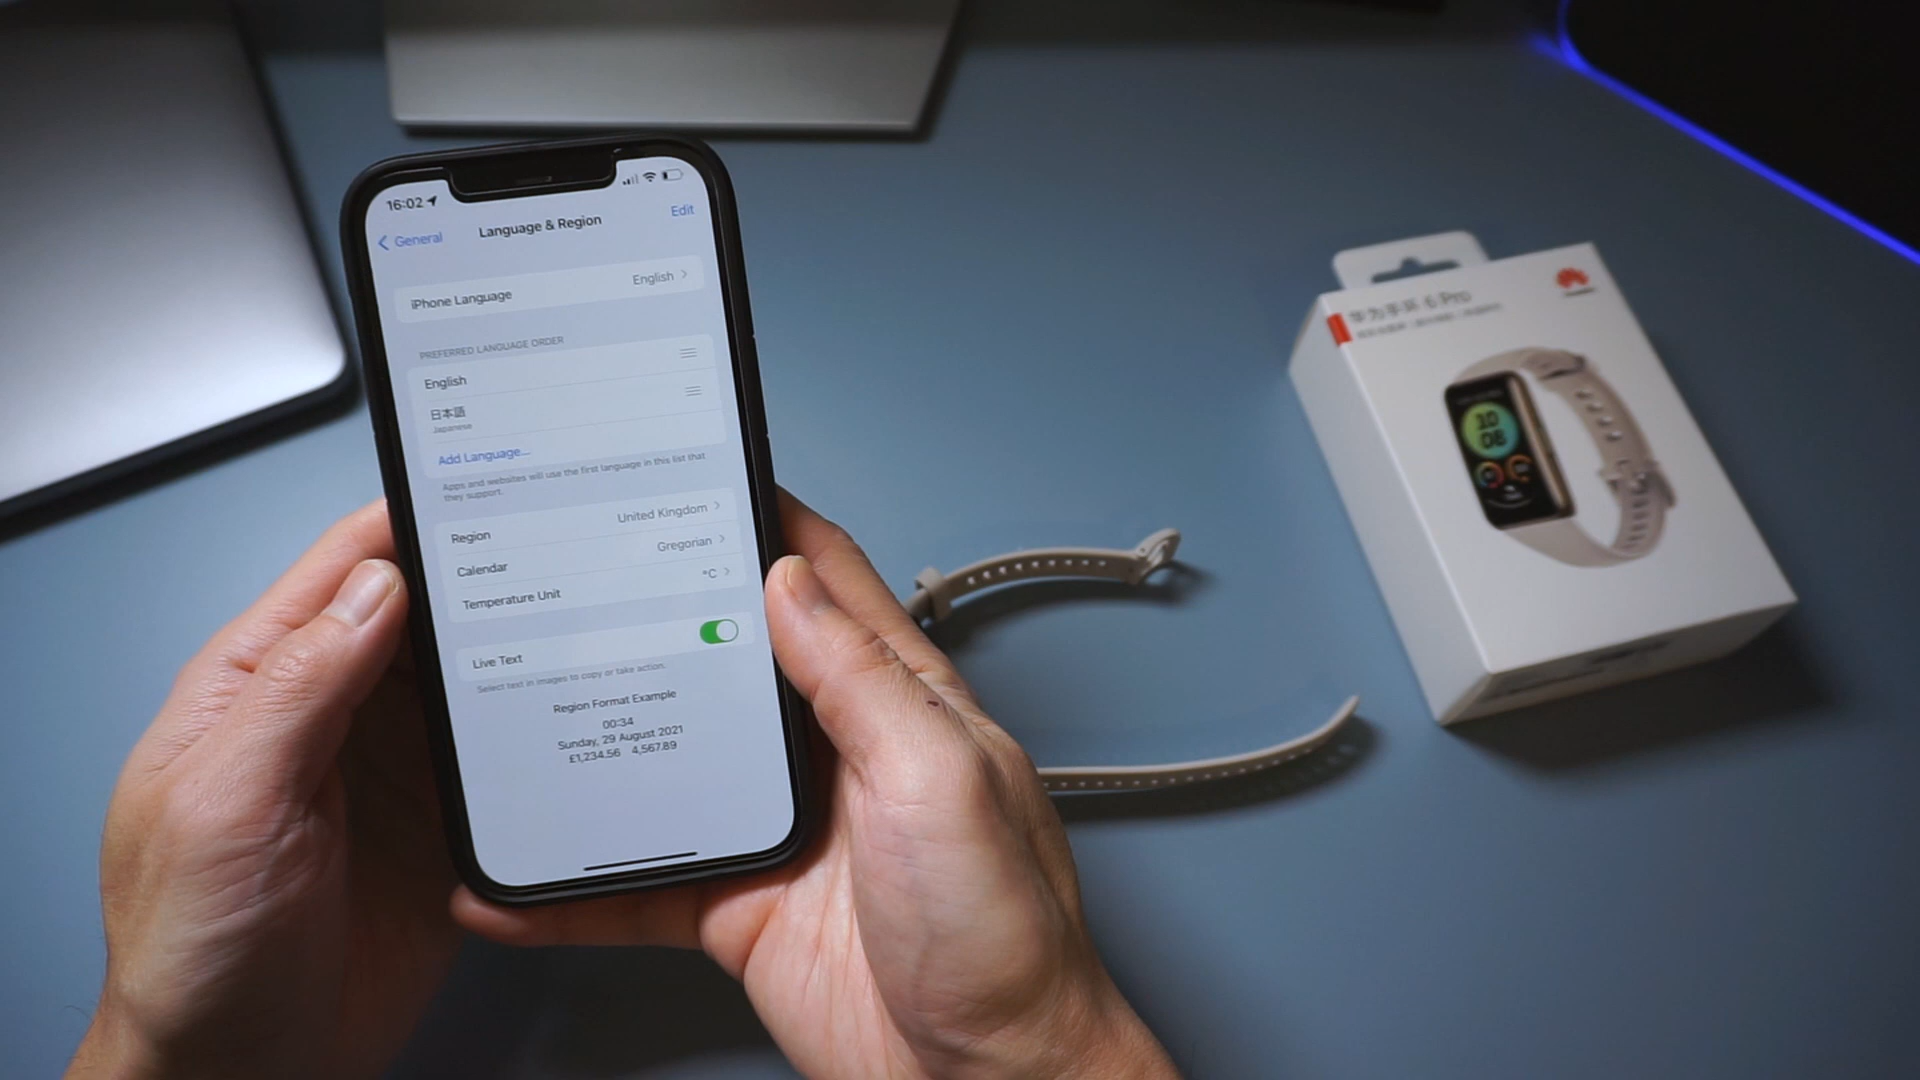 16:02
General
Language & Region
Edit
iPhone Language
English
PREFERRED LANGUAGE ORDER
English
日本語
Japanese
Add Language...
Apps and websites will use the first language in this list that
they support.
Region
United Kingdom
Calendar
Gregorian
Temperature Unit
°C
Live Text
Select text in images to copy or take action.
Region Format Example
00:34
Sunday, 29 August 2021
£1,234.56 4,567.89
华为手环 6 Pro
10
08